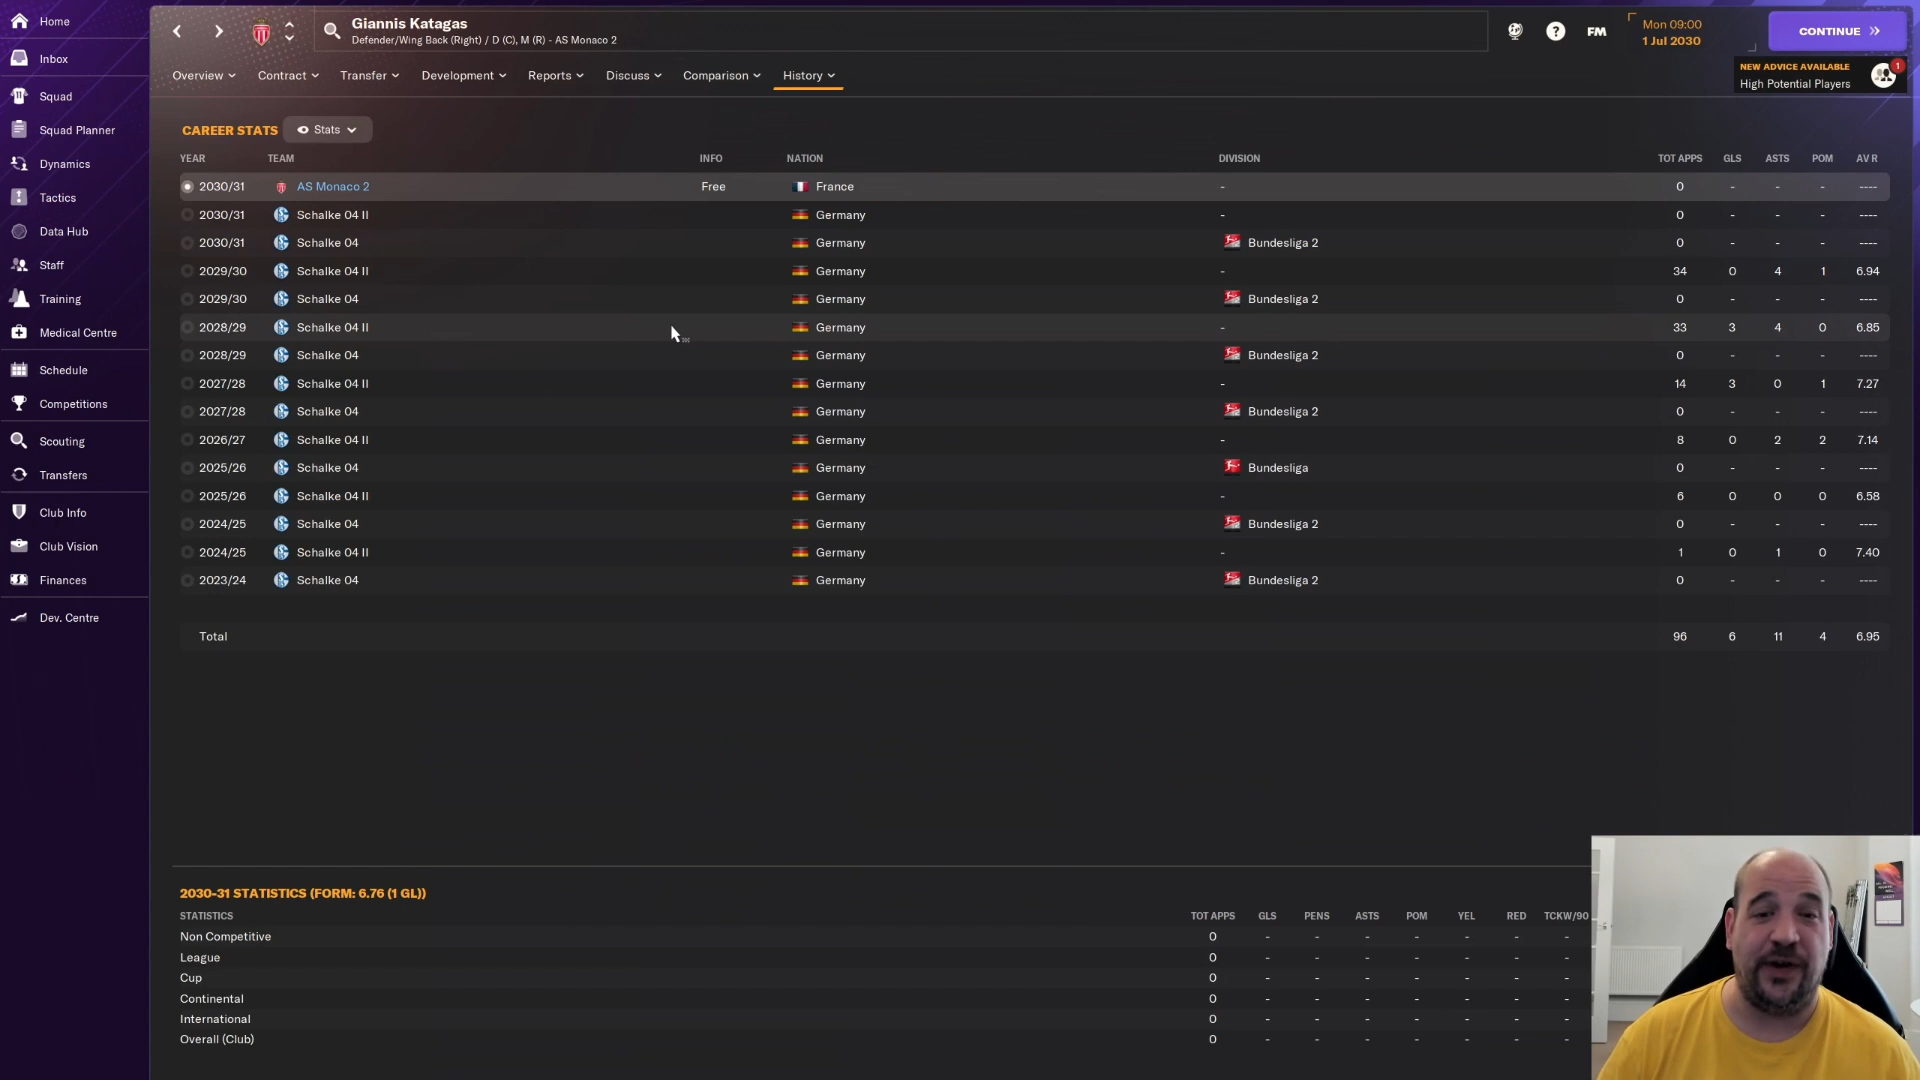 Home
Inbox
Squad
Squad Planner
Dynamics
Tactics
Data Hub
Staff
Training
Medical Centre
Schedule
Competitions
Scouting
Transfers
Club Info
Club Vision
Finances
Dev. Centre
Giannis Katagas
Defender/Wing Back (Right) / D (C), M (R) - AS Monaco 2
FM
Mon 09:00
1 Jul 2030
CONTINUE
Overview Contract Transfer Development Reports Discuss Comparison History
NEW ADVICE AVAILABLE 1
High Potential Players
CAREER STATS Stats
YEAR TEAM INFO NATION DIVISION TOT APPS GLS ASTS POM AV R
2030/31 AS Monaco 2 Free France - 0 - - - ----
2030/31 Schalke 04 II Germany - 0 - - - ----
2030/31 Schalke 04 Germany Bundesliga 2 0 - - - ----
2029/30 Schalke 04 II Germany - 34 0 4 1 6.94
2029/30 Schalke 04 Germany Bundesliga 2 0 - - - ----
2028/29 Schalke 04 II Germany - 33 3 4 0 6.85
2028/29 Schalke 04 Germany Bundesliga 2 0 - - - ----
2027/28 Schalke 04 II Germany - 14 3 0 1 7.27
2027/28 Schalke 04 Germany Bundesliga 2 0 - - - ----
2026/27 Schalke 04 II Germany - 8 0 2 2 7.14
2025/26 Schalke 04 Germany Bundesliga 0 - - - ----
2025/26 Schalke 04 II Germany - 6 0 0 0 6.58
2024/25 Schalke 04 Germany Bundesliga 2 0 - - - ----
2024/25 Schalke 04 II Germany - 1 0 1 0 7.40
2023/24 Schalke 04 Germany Bundesliga 2 0 - - - ----
Total 96 6 11 4 6.95
2030-31 STATISTICS (FORM: 6.76 (1 GL))
STATISTICS TOT APPS GLS PENS ASTS POM YEL RED TCKW/90
Non Competitive 0 - - - - - - -
League 0 - - - - - - -
Cup 0 - - - - - - -
Continental 0 - - - - - - -
International 0 - - - - - - -
Overall (Club) 0 - - - - - - -